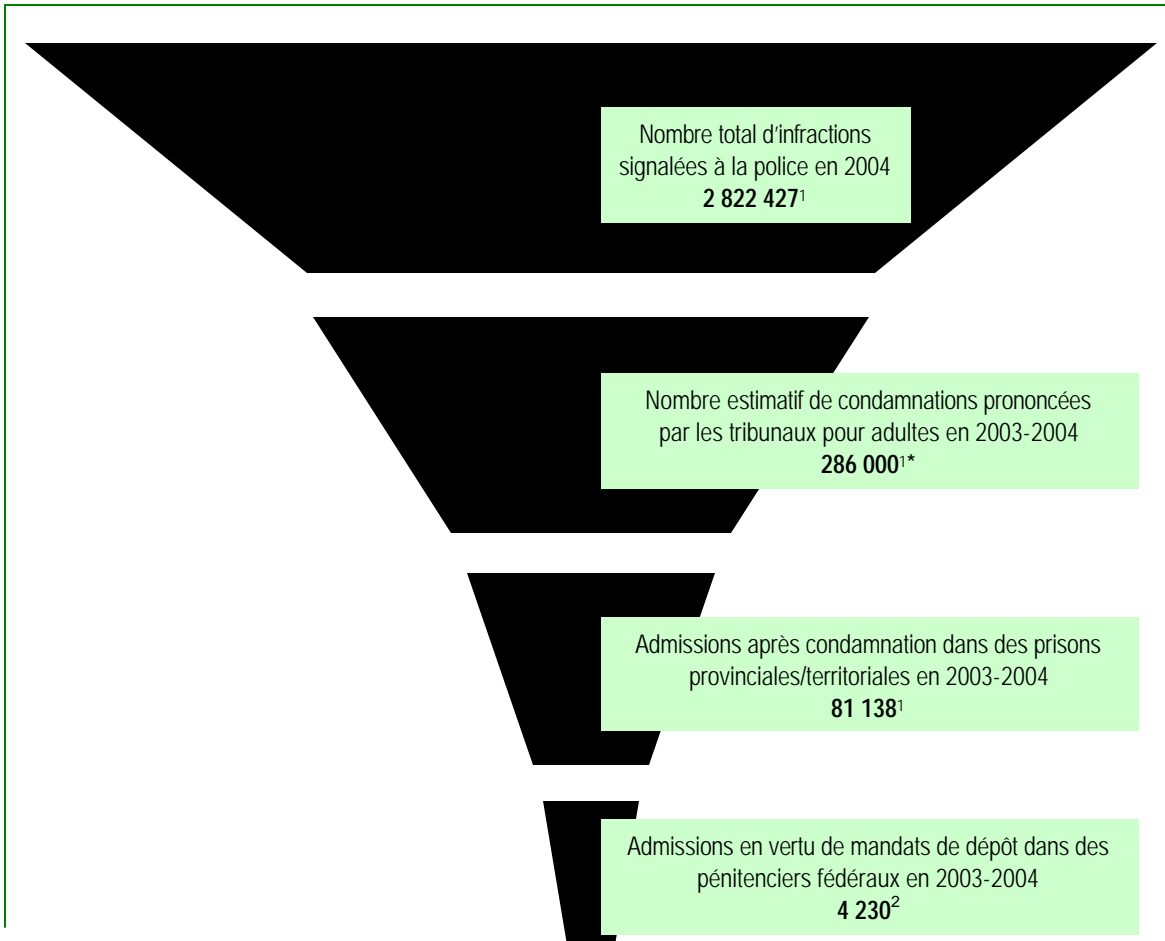 Nombre total d'infractions
signalées à la police en 2004
2 822 427¹
Nombre estimatif de condamnations prononcées
par les tribunaux pour adultes en 2003-2004
286 000¹*
Admissions après condamnation dans des prisons
provinciales/territoriales en 2003-2004
81 138¹
Admissions en vertu de mandats de dépôt dans des
pénitenciers fédéraux en 2003-2004
4 230²